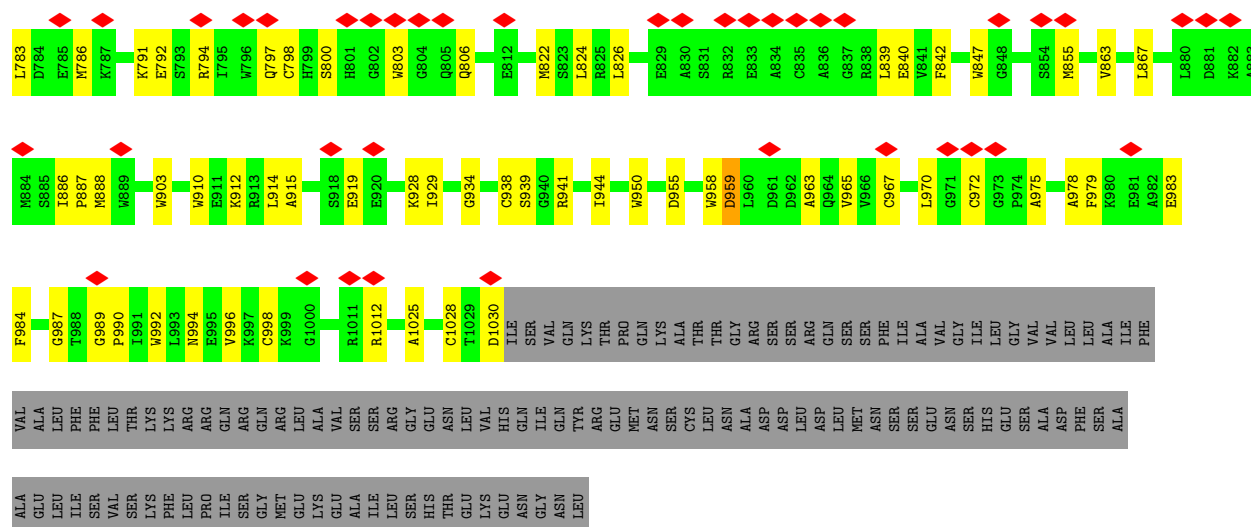 L783 D784 E785 M786 K787 K791 E792 S793 R794 I795 W796 Q797 C798 H799 S800 H801 G802 W803 G804 Q805 Q806 E812 M822 S823 L824 R825 L826 E829 A830 S831 R832 E833 A834 C835 A836 G837 R838 L839 E840 V841 F842 W847 G848 S854 M855 V863 L867 L880 D881 K882 A883
M884 S885 I886 P887 M888 W889 W903 W910 E911 K912 R913 L914 A915 S918 E919 E920 K928 I929 G934 C938 S939 G940 R941 I944 W950 D955 W958 D959 L960 D961 D962 A963 Q964 V965 V966 C967 L970 G971 C972 G973 P974 A975 A978 F979 K980 E981 A982 E983
F984 G987 T988 G989 P990 I991 W992 L993 N994 E995 V996 K997 C998 K999 G1000 R1011 R1012 A1025 C1028 T1029 D1030 ILE SER VAL GLN LYS THR PRO GLN LYS ALA THR THR GLY ARG SER SER ARG GLN SER SER PHE ILE ALA VAL GLY ILE LEU GLY VAL VAL LEU LEU ALA ILE PHE
VAL ALA LEU PHE PHE LEU THR LYS LYS ARG ARG GLN ARG GLN ARG LEU ALA VAL SER SER ARG GLY GLU ASN LEU VAL HIS GLN ILE GLN TYR ARG GLU MET ASN SER CYS LEU ASN ALA ASP ASP LEU ASP LEU MET ASN SER SER GLU ASN SER HIS GLU SER ALA ASP PHE SER ALA
ALA GLU LEU ILE SER VAL SER LYS PHE LEU PRO ILE SER GLY MET GLU LYS GLU ALA ILE LEU SER HIS THR GLU LYS GLU ASN GLY ASN LEU